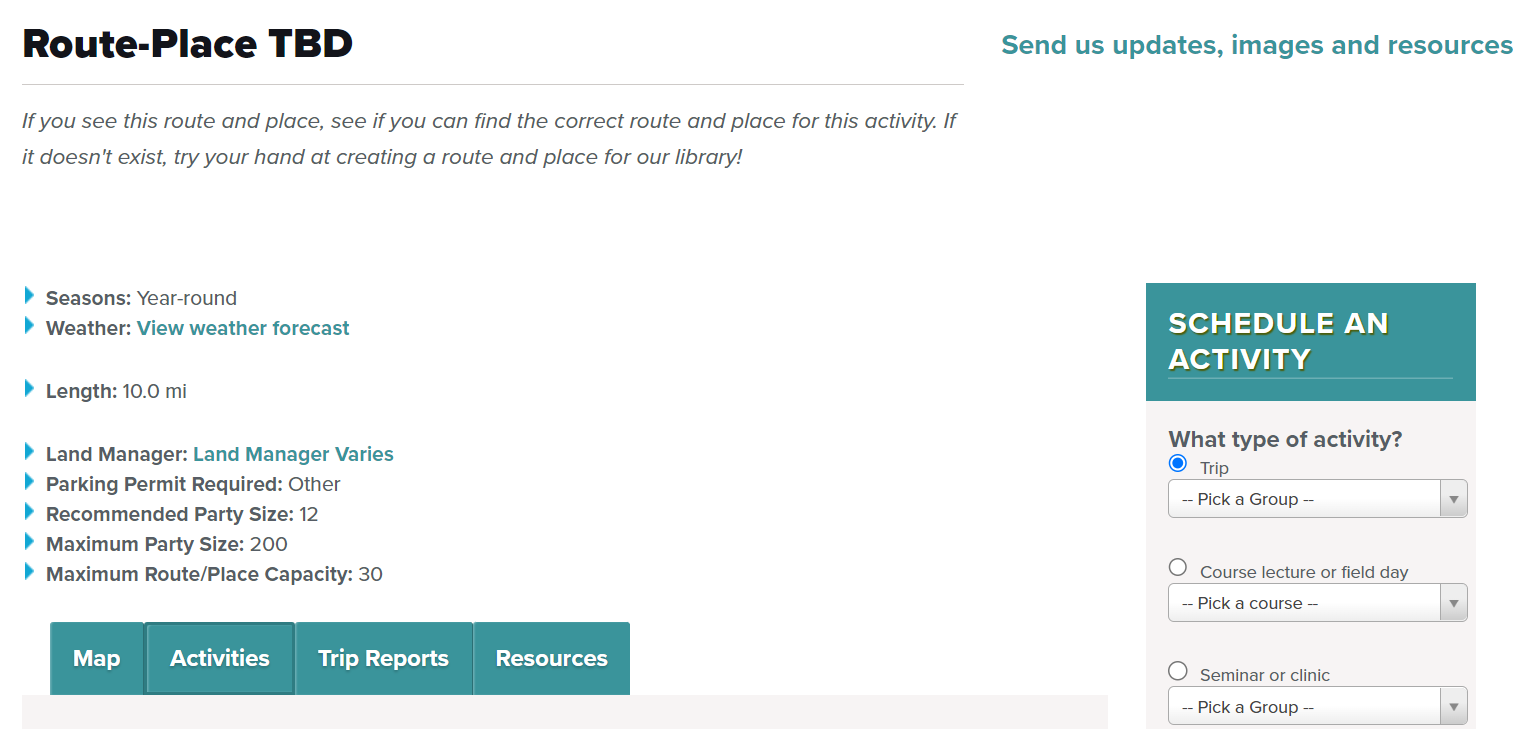 Route-Place TBD
Send us updates, images and resources
If you see this route and place, see if you can find the correct route and place for this activity. If
it doesn't exist, try your hand at creating a route and place for our library!
Seasons: Year-round
Weather: View weather forecast
Length: 10.0 mi
Land Manager: Land Manager Varies
Parking Permit Required: Other
Recommended Party Size: 12
Maximum Party Size: 200
Maximum Route/Place Capacity: 30
Map Activities Trip Reports Resources
SCHEDULE AN
ACTIVITY
What type of activity?
Trip
-- Pick a Group --
Course lecture or field day
-- Pick a course --
Seminar or clinic
-- Pick a Group --